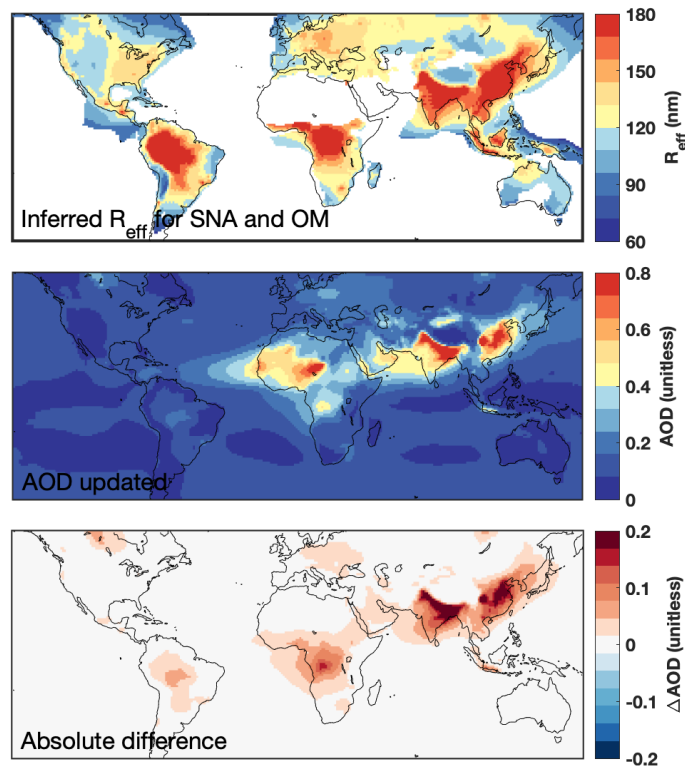 180
150
120
90
60
R_eff (nm)
Inferred R_eff for SNA and OM
0.8
0.6
0.4
0.2
0
AOD (unitless)
AOD updated
0.2
0.1
0
-0.1
-0.2
△AOD (unitless)
Absolute difference